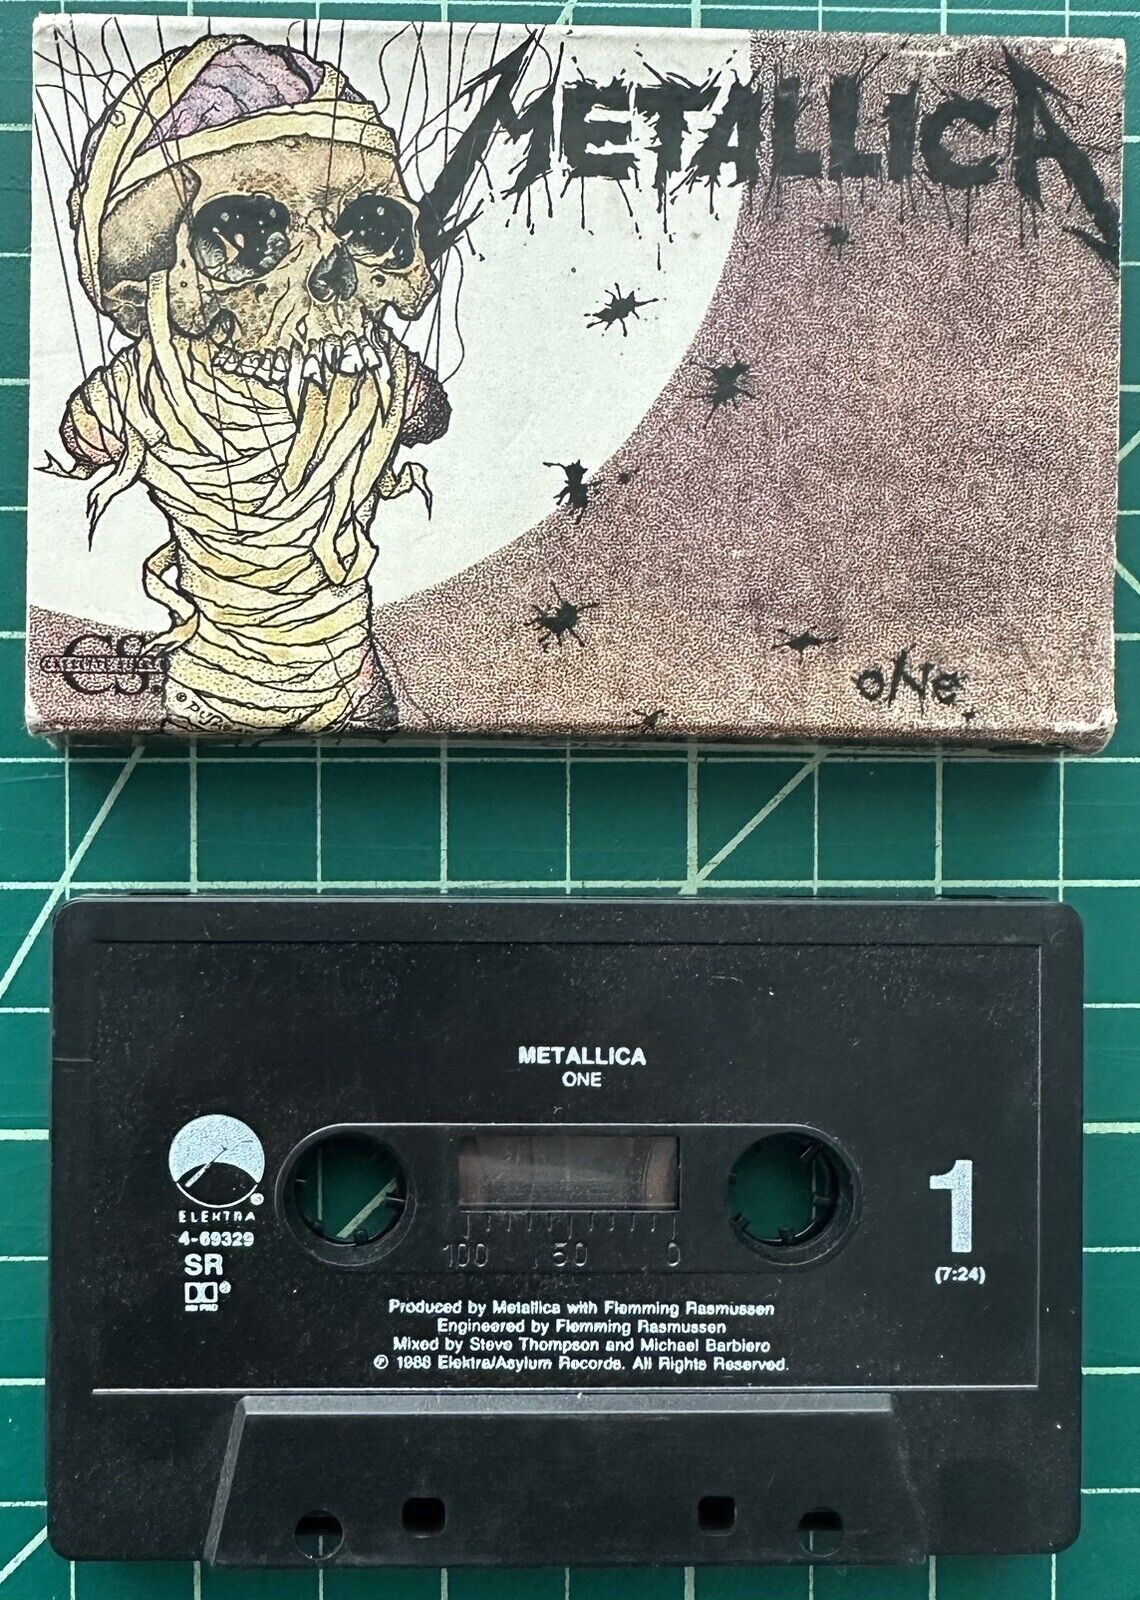 METALLICA
CS
oNe
METALLICA
ONE
ELEKTRA
4-69329
SR
1
(7:24)
100 50 0
Produced by Metallica with Flemming Rasmussen
Engineered by Flemming Rasmussen
Mixed by Steve Thompson and Michael Barbiero
℗ 1988 Elektra/Asylum Records. All Rights Reserved.